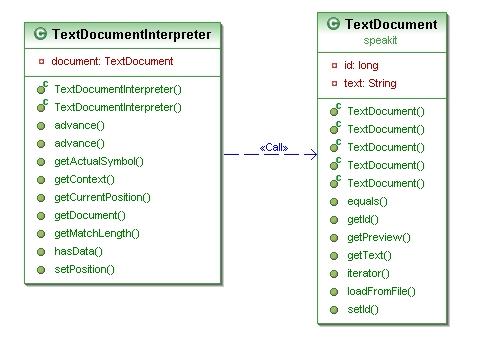 TextDocumentInterpreter
document: TextDocument
TextDocumentInterpreter()
TextDocumentInterpreter()
advance()
advance()
getActualSymbol()
getContext()
getCurrentPosition()
getDocument()
getMatchLength()
hasData()
setPosition()
«Call»
TextDocument
speakit
id: long
text: String
TextDocument()
TextDocument()
TextDocument()
TextDocument()
TextDocument()
equals()
getId()
getPreview()
getText()
iterator()
loadFromFile()
setId()